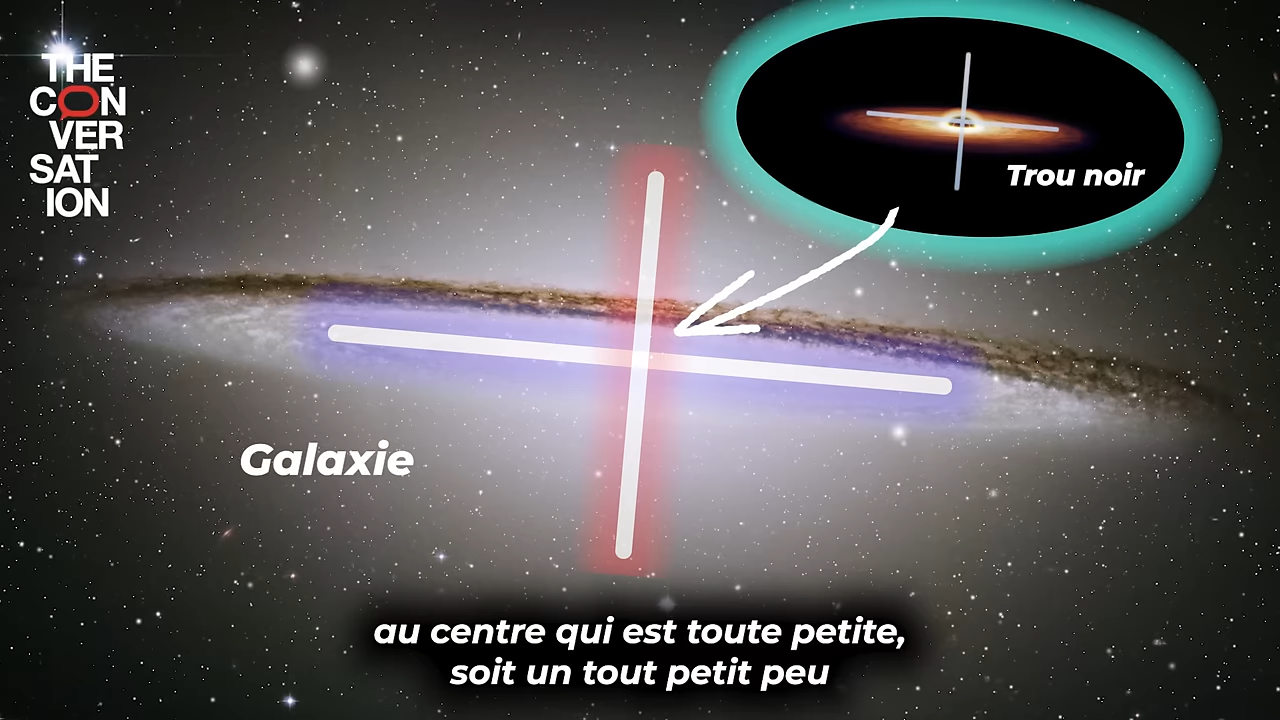 THE
CON
VER
SAT
ION
Trou noir
Galaxie
au centre qui est toute petite,
soit un tout petit peu